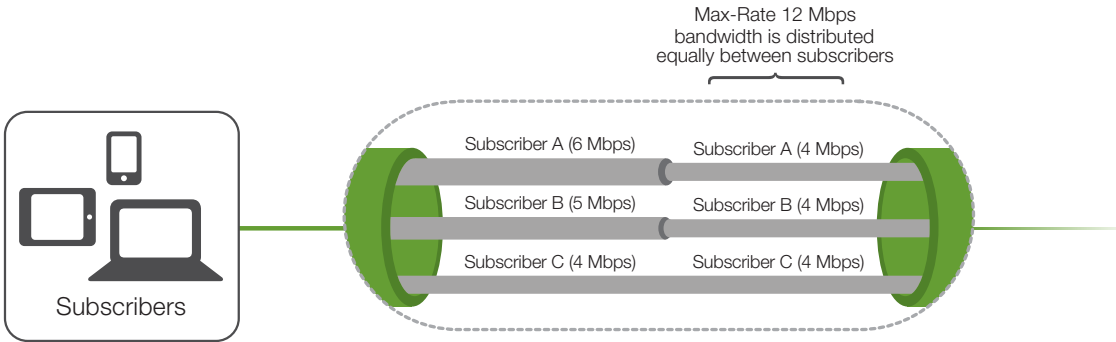 Max-Rate 12 Mbps
bandwidth is distributed
equally between subscribers
Subscriber A (6 Mbps)
Subscriber A (4 Mbps)
Subscriber B (5 Mbps)
Subscriber B (4 Mbps)
Subscriber C (4 Mbps)
Subscriber C (4 Mbps)
Subscribers